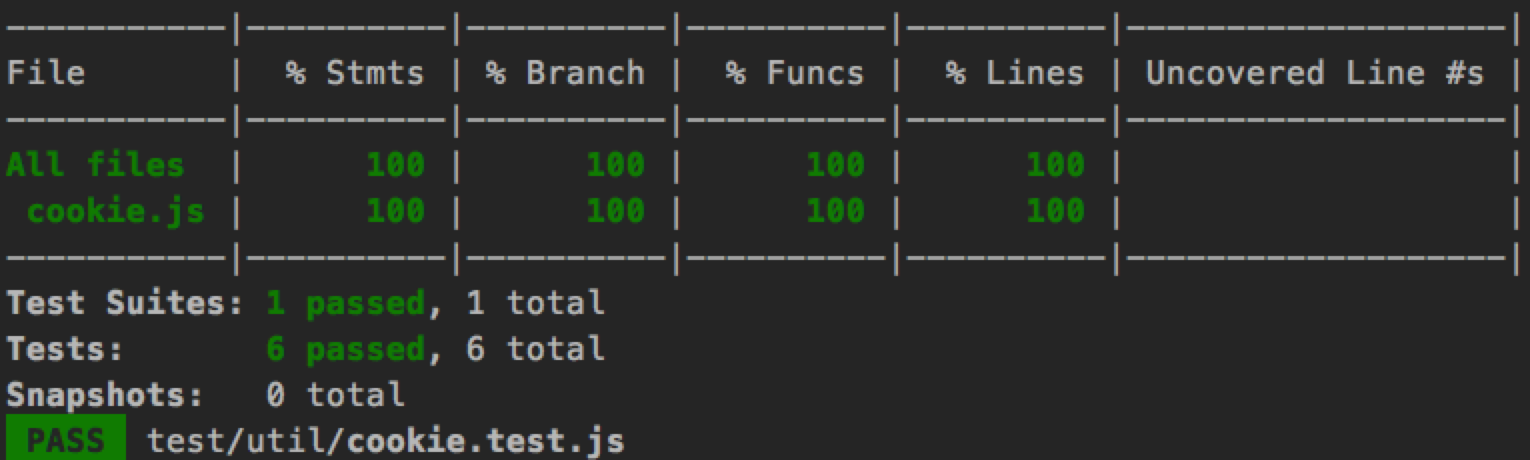 -----------|----------|----------|----------|----------|-------------------|
File       |  % Stmts | % Branch |  % Funcs |  % Lines | Uncovered Line #s |
-----------|----------|----------|----------|----------|-------------------|
All files  |      100 |      100 |      100 |      100 |                   |
 cookie.js |      100 |      100 |      100 |      100 |                   |
-----------|----------|----------|----------|----------|-------------------|
Test Suites: 1 passed, 1 total
Tests:       6 passed, 6 total
Snapshots:   0 total
PASS test/util/cookie.test.js